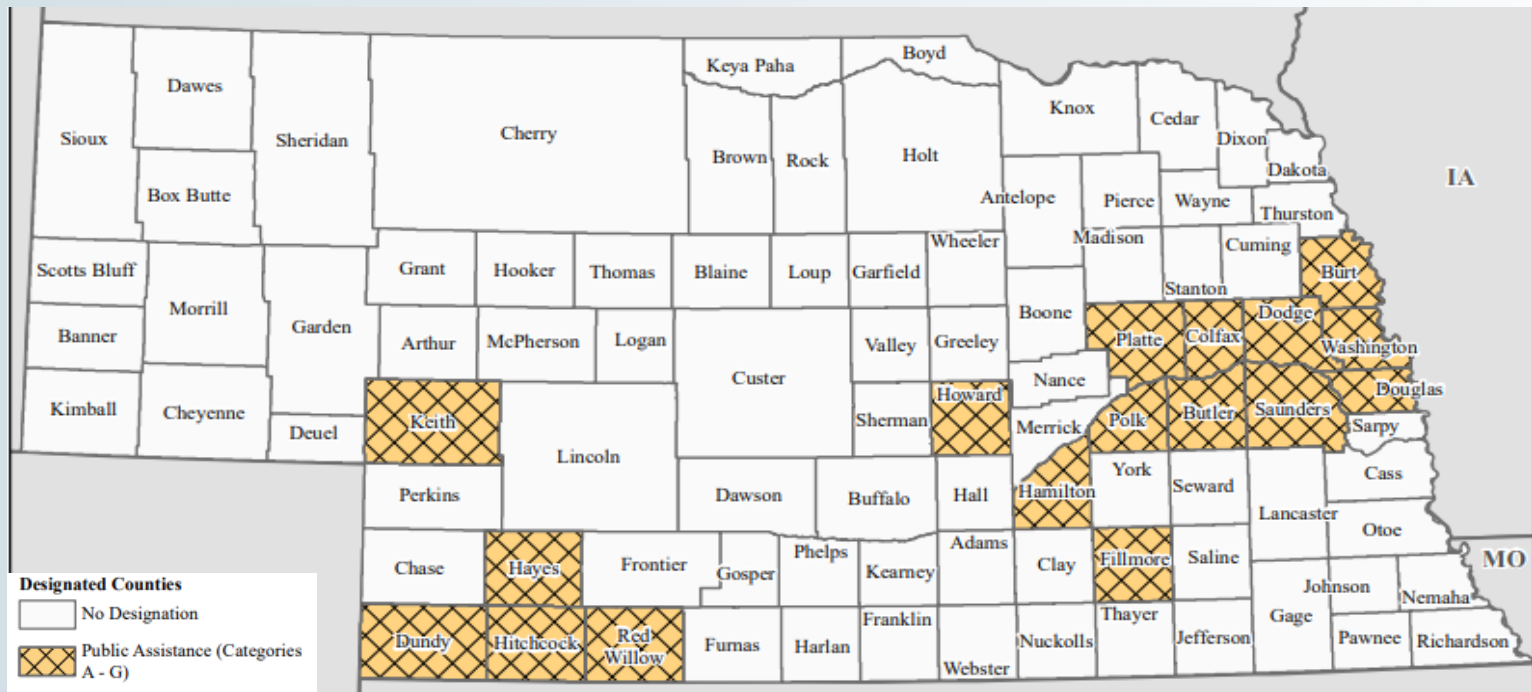 Keya Paha
Boyd
Dawes
Knox
Cedar
Sioux
Sheridan
Cherry
Brown
Rock
Holt
Dixon
Dakota
IA
Box Butte
Antelope
Pierce
Wayne
Thurston
Scotts Bluff
Grant
Hooker
Thomas
Blaine
Loup
Garfield
Wheeler
Madison
Cuming
Stanton
Burt
Morrill
Garden
Banner
Arthur
McPherson
Logan
Valley
Greeley
Boone
Platte
Colfax
Dodge
Washington
Custer
Nance
Kimball
Cheyenne
Deuel
Keith
Sherman
Howard
Merrick
Polk
Butler
Saunders
Douglas
Sarpy
Lincoln
Perkins
Dawson
Buffalo
Hall
Hamilton
York
Seward
Cass
Lancaster
Otoe
Chase
Hayes
Frontier
Gosper
Phelps
Kearney
Adams
Clay
Fillmore
Saline
MO
Johnson
Nemaha
Dundy
Hitchcock
Red
Willow
Furnas
Harlan
Franklin
Webster
Nuckolls
Thayer
Jefferson
Gage
Pawnee
Richardson
Designated Counties
No Designation
Public Assistance (Categories
A - G)